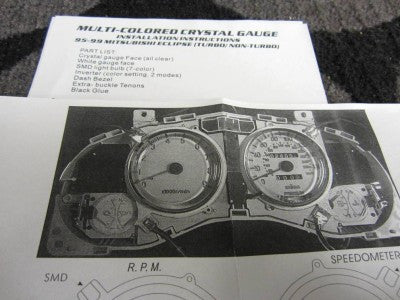 MULTI-COLORED CRYSTAL GAUGE
INSTALLATION INSTRUCTIONS
95-99 MITSUBISHI ECLIPSE (TURBO/NON-TURBO)
PART LIST:
Crystal gauge Face (all clear)
White gauge face
SMD light bulb (7-color)
Inverter (color setting, 2 modes)
Dash Bezel
Extra- buckle Tenons
Black Glue
R. P. M.
SPEEDOMETER
SMD